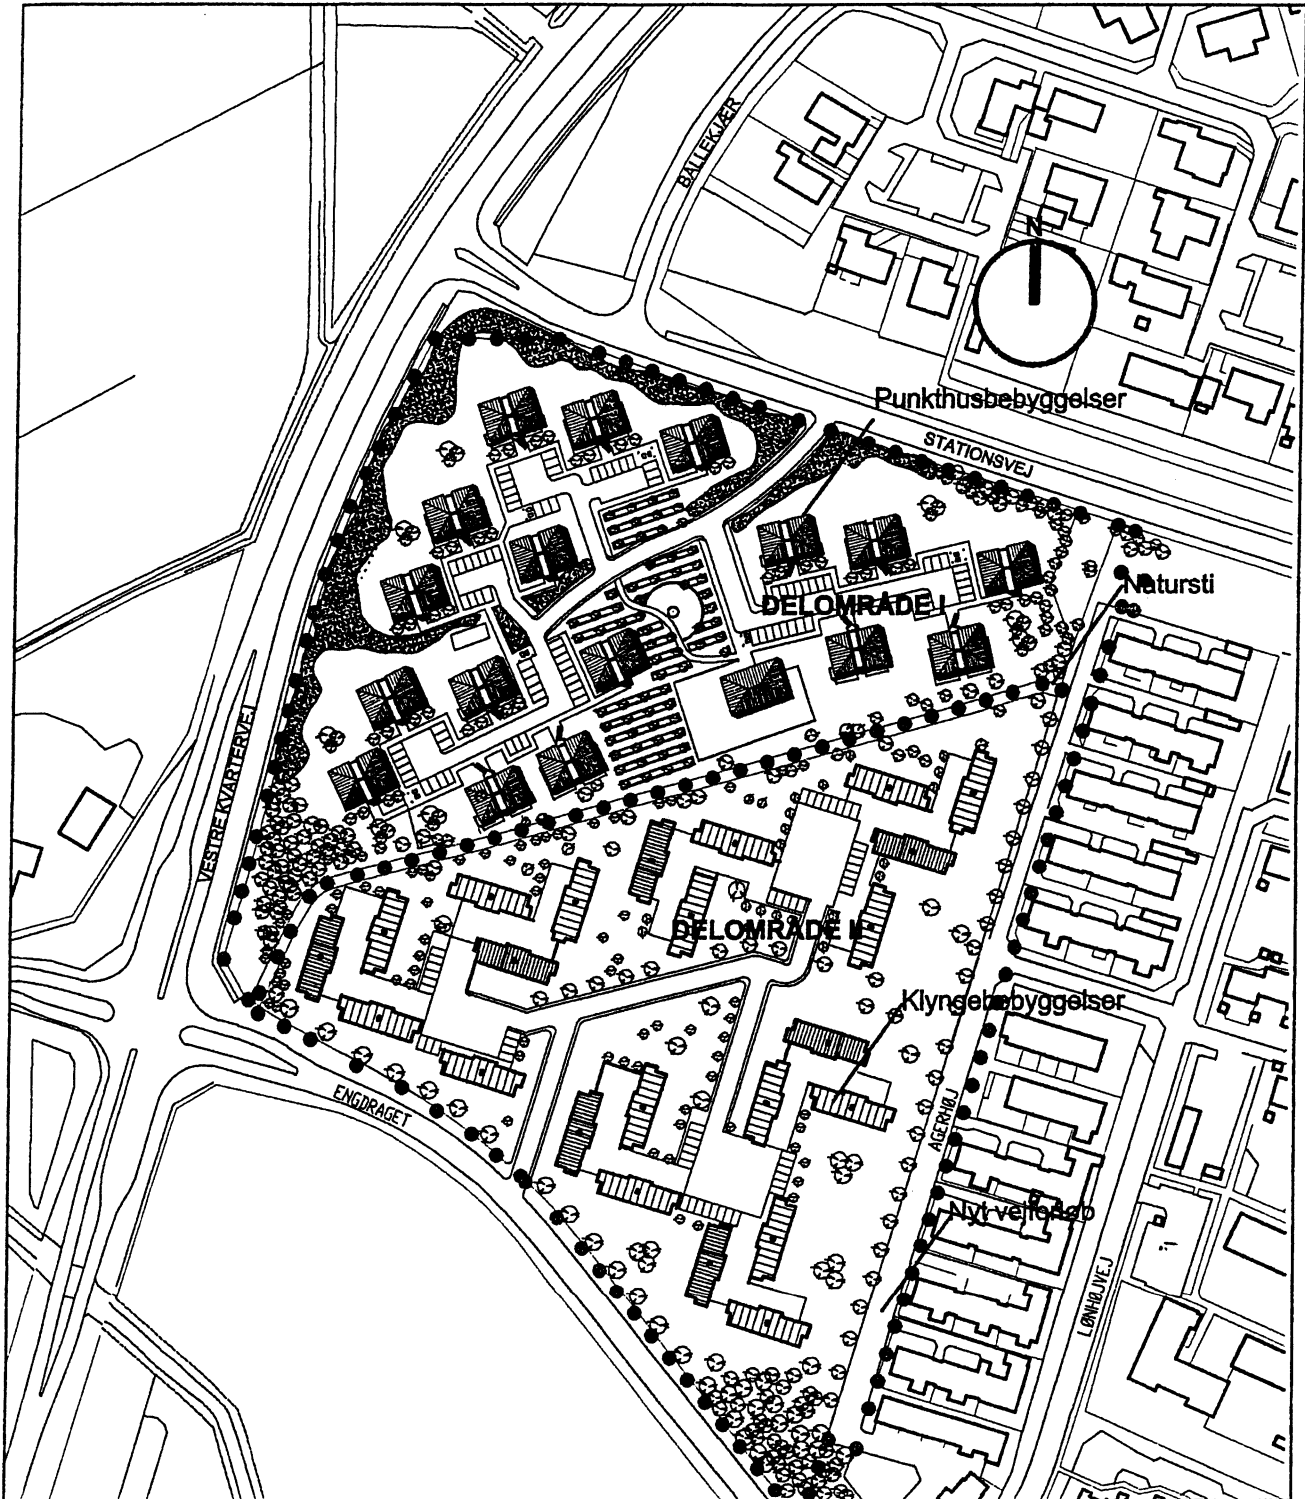 BALLEKJÆR
N
Punkthusbebyggelser
STATIONSVEJ
Natursti
DELOMRÅDE I
VESTRE KVARTERVEJ
DELOMRÅDE II
Klyngebebyggelser
ENGDRAGET
AGERHØJ
Nyt vejforløb
LØNHØJVEJ